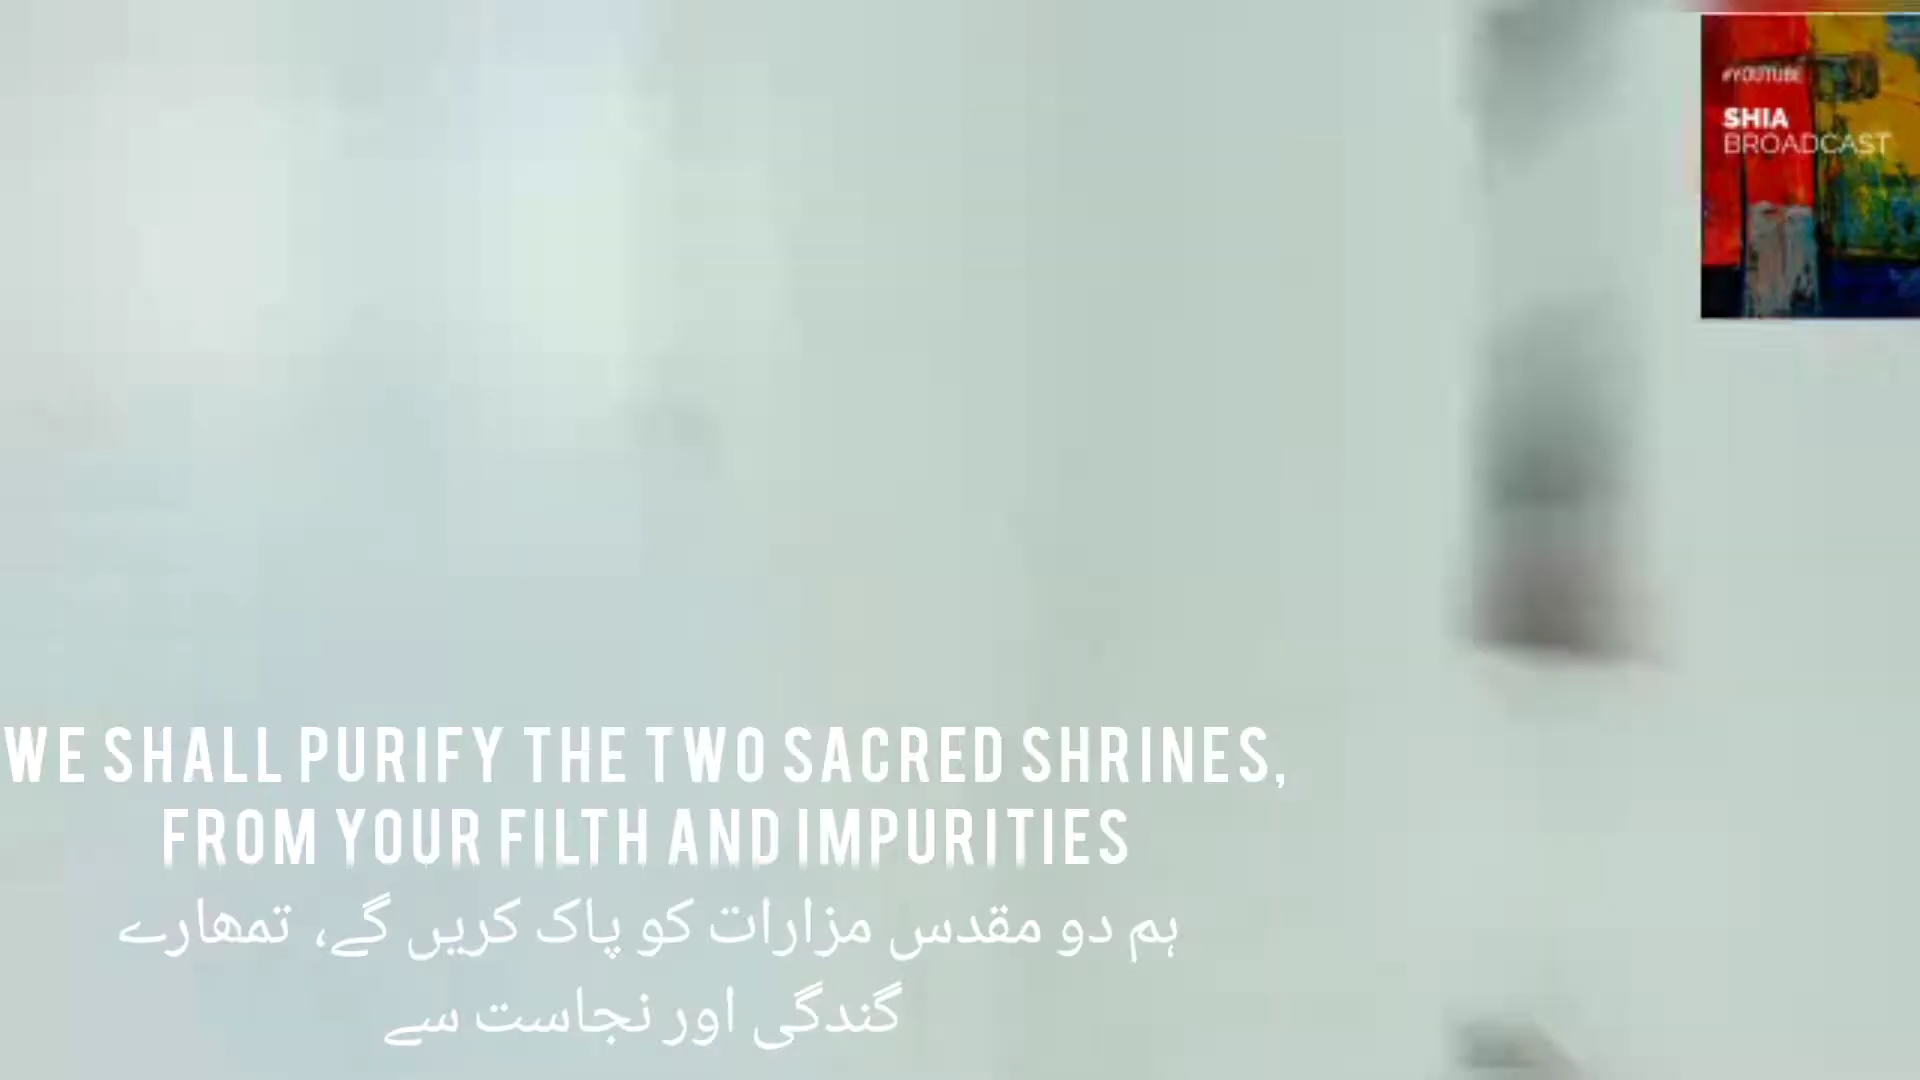 #YOUTUBE
SHIA
BROADCAST
WE SHALL PURIFY THE TWO SACRED SHRINES,
FROM YOUR FILTH AND IMPURITIES
ہم دو مقدس مزارات کو پاک کریں گے، تمھارے
گندگی اور نجاست سے